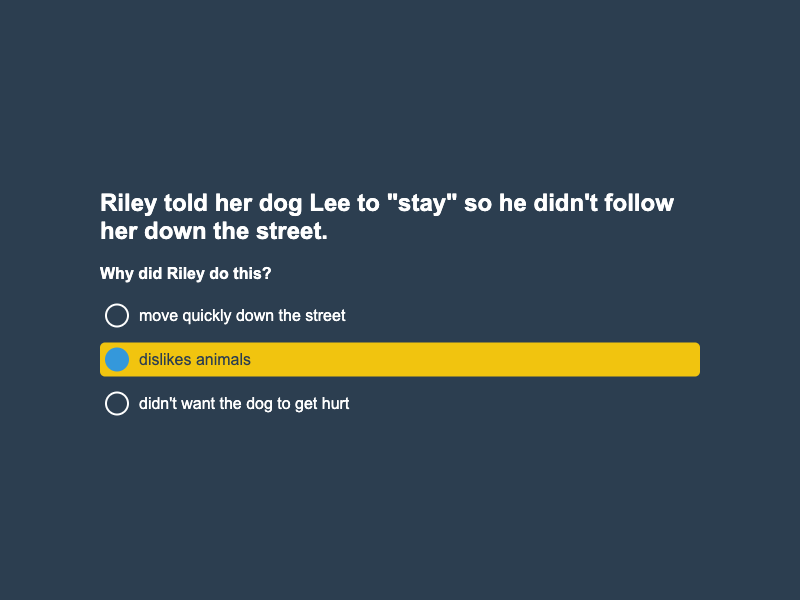 Riley told her dog Lee to "stay" so he didn't follow
her down the street.
Why did Riley do this?
move quickly down the street
dislikes animals
didn't want the dog to get hurt